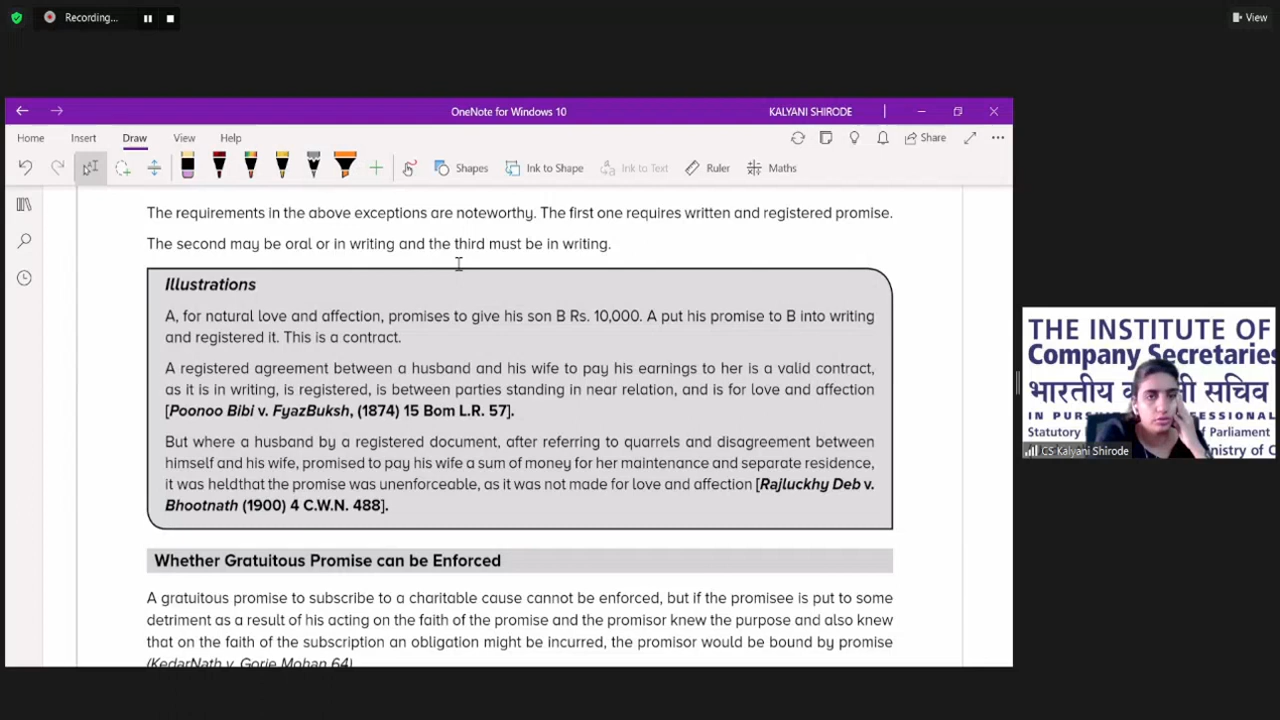 Recording...
View
OneNote for Windows 10
KALYANI SHIRODE
Home Insert Draw View Help
Share
Shapes Ink to Shape Ink to Text Ruler Maths
The requirements in the above exceptions are noteworthy. The first one requires written and registered promise.
The second may be oral or in writing and the third must be in writing.
Illustrations
A, for natural love and affection, promises to give his son B Rs. 10,000. A put his promise to B into writing
and registered it. This is a contract.
A registered agreement between a husband and his wife to pay his earnings to her is a valid contract,
as it is in writing, is registered, is between parties standing in near relation, and is for love and affection
[Poonoo Bibi v. FyazBuksh, (1874) 15 Bom L.R. 57].
But where a husband by a registered document, after referring to quarrels and disagreement between
himself and his wife, promised to pay his wife a sum of money for her maintenance and separate residence,
it was heldthat the promise was unenforceable, as it was not made for love and affection [Rajluckhy Deb v.
Bhootnath (1900) 4 C.W.N. 488].
Whether Gratuitous Promise can be Enforced
A gratuitous promise to subscribe to a charitable cause cannot be enforced, but if the promisee is put to some
detriment as a result of his acting on the faith of the promise and the promisor knew the purpose and also knew
that on the faith of the subscription an obligation might be incurred, the promisor would be bound by promise
(KedarNath v. Gorie Mohan 64)
THE INSTITUTE OF
Company Secretaries
भारतीय सचिव
IN
Statutory of Parliament
CS Kalyani Shirode